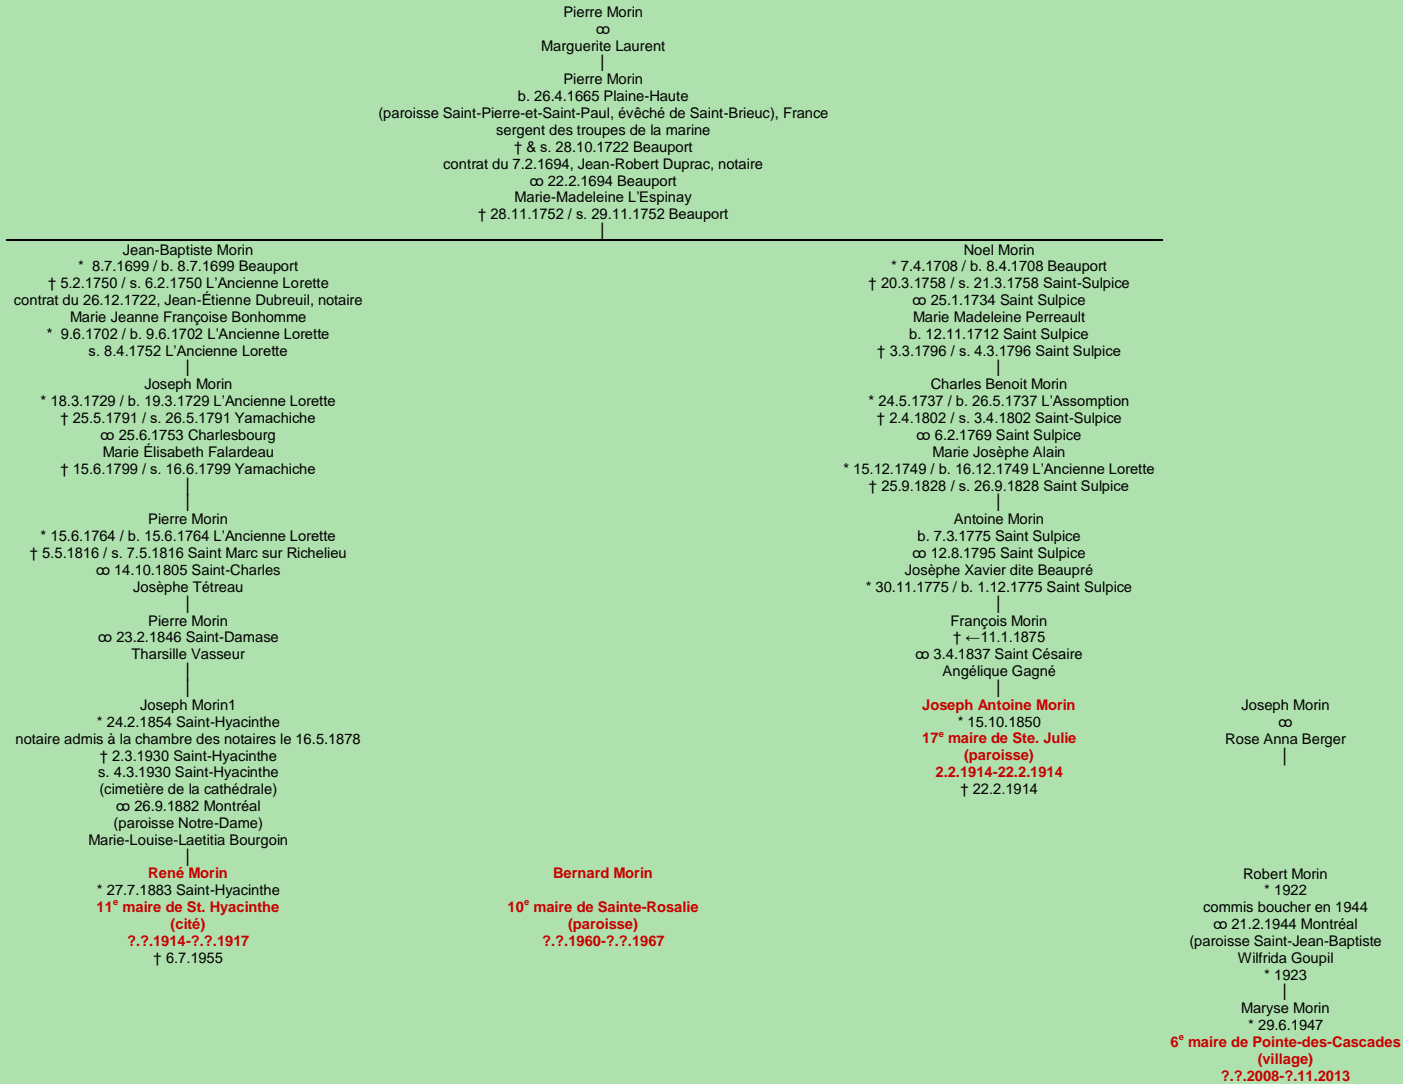 Pierre Morin
ꝏ
Marguerite Laurent
Pierre Morin
b. 26.4.1665 Plaine-Haute
(paroisse Saint-Pierre-et-Saint-Paul, évêché de Saint-Brieuc), France
sergent des troupes de la marine
† & s. 28.10.1722 Beauport
contrat du 7.2.1694, Jean-Robert Duprac, notaire
ꝏ 22.2.1694 Beauport
Marie-Madeleine L'Espinay
† 28.11.1752 / s. 29.11.1752 Beauport
Jean-Baptiste Morin
* 8.7.1699 / b. 8.7.1699 Beauport
† 5.2.1750 / s. 6.2.1750 L'Ancienne Lorette
contrat du 26.12.1722, Jean-Étienne Dubreuil, notaire
Marie Jeanne Françoise Bonhomme
* 9.6.1702 / b. 9.6.1702 L'Ancienne Lorette
s. 8.4.1752 L'Ancienne Lorette
Joseph Morin
* 18.3.1729 / b. 19.3.1729 L'Ancienne Lorette
† 25.5.1791 / s. 26.5.1791 Yamachiche
ꝏ 25.6.1753 Charlesbourg
Marie Élisabeth Falardeau
† 15.6.1799 / s. 16.6.1799 Yamachiche
Pierre Morin
* 15.6.1764 / b. 15.6.1764 L'Ancienne Lorette
† 5.5.1816 / s. 7.5.1816 Saint Marc sur Richelieu
ꝏ 14.10.1805 Saint-Charles
Josèphe Tétreau
Pierre Morin
ꝏ 23.2.1846 Saint-Damase
Tharsille Vasseur
Joseph Morin1
* 24.2.1854 Saint-Hyacinthe
notaire admis à la chambre des notaires le 16.5.1878
† 2.3.1930 Saint-Hyacinthe
s. 4.3.1930 Saint-Hyacinthe
(cimetière de la cathédrale)
ꝏ 26.9.1882 Montréal
(paroisse Notre-Dame)
Marie-Louise-Laetitia Bourgoin
René Morin
* 27.7.1883 Saint-Hyacinthe
11e maire de St. Hyacinthe
(cité)
?.?.1914-?.?.1917
† 6.7.1955
Bernard Morin
10e maire de Sainte-Rosalie
(paroisse)
?.?.1960-?.?.1967
Noel Morin
* 7.4.1708 / b. 8.4.1708 Beauport
† 20.3.1758 / s. 21.3.1758 Saint-Sulpice
ꝏ 25.1.1734 Saint Sulpice
Marie Madeleine Perreault
b. 12.11.1712 Saint Sulpice
† 3.3.1796 / s. 4.3.1796 Saint Sulpice
Charles Benoit Morin
* 24.5.1737 / b. 26.5.1737 L'Assomption
† 2.4.1802 / s. 3.4.1802 Saint-Sulpice
ꝏ 6.2.1769 Saint Sulpice
Marie Josèphe Alain
* 15.12.1749 / b. 16.12.1749 L'Ancienne Lorette
† 25.9.1828 / s. 26.9.1828 Saint Sulpice
Antoine Morin
b. 7.3.1775 Saint Sulpice
ꝏ 12.8.1795 Saint Sulpice
Josèphe Xavier dite Beaupré
* 30.11.1775 / b. 1.12.1775 Saint Sulpice
François Morin
† ←11.1.1875
ꝏ 3.4.1837 Saint Césaire
Angélique Gagné
Joseph Antoine Morin
* 15.10.1850
17e maire de Ste. Julie
(paroisse)
2.2.1914-22.2.1914
† 22.2.1914
Joseph Morin
ꝏ
Rose Anna Berger
Robert Morin
* 1922
commis boucher en 1944
ꝏ 21.2.1944 Montréal
(paroisse Saint-Jean-Baptiste
Wilfrida Goupil
* 1923
Maryse Morin
* 29.6.1947
6e maire de Pointe-des-Cascades
(village)
?.?.2008-?.11.2013